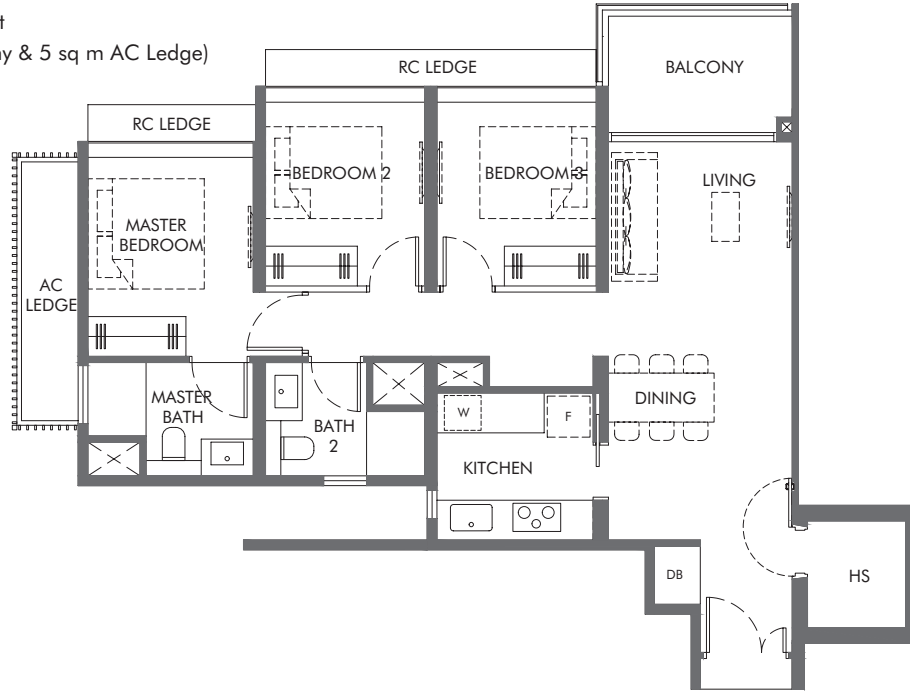 & 5 sq m AC Ledge)
RC LEDGE
BALCONY
RC LEDGE
BEDROOM 2
BEDROOM 3
LIVING
MASTER
BEDROOM
AC
LEDGE
MASTER
BATH
BATH
2
W
F
DINING
KITCHEN
DB
HS